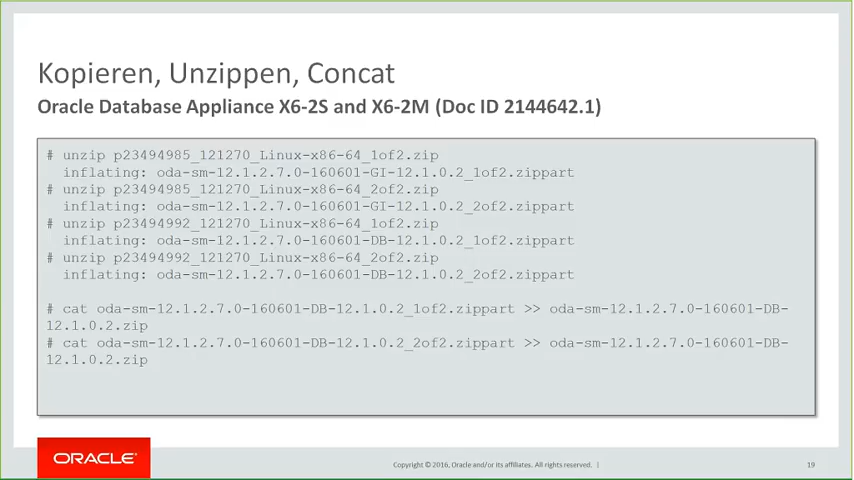 Kopieren, Unzippen, Concat
Oracle Database Appliance X6-2S and X6-2M (Doc ID 2144642.1)
# unzip p23494985_121270_Linux-x86-64_1of2.zip
inflating: oda-sm-12.1.2.7.0-160601-GI-12.1.0.2_1of2.zippart
# unzip p23494985_121270_Linux-x86-64_2of2.zip
inflating: oda-sm-12.1.2.7.0-160601-GI-12.1.0.2_2of2.zippart
# unzip p23494992_121270_Linux-x86-64_1of2.zip
inflating: oda-sm-12.1.2.7.0-160601-DB-12.1.0.2_1of2.zippart
# unzip p23494992_121270_Linux-x86-64_2of2.zip
inflating: oda-sm-12.1.2.7.0-160601-DB-12.1.0.2_2of2.zippart
# cat oda-sm-12.1.2.7.0-160601-DB-12.1.0.2_1of2.zippart >> oda-sm-12.1.2.7.0-160601-DB-
12.1.0.2.zip
# cat oda-sm-12.1.2.7.0-160601-DB-12.1.0.2_2of2.zippart >> oda-sm-12.1.2.7.0-160601-DB-
12.1.0.2.zip
ORACLE
Copyright © 2016, Oracle and/or its affiliates. All rights reserved. |
19